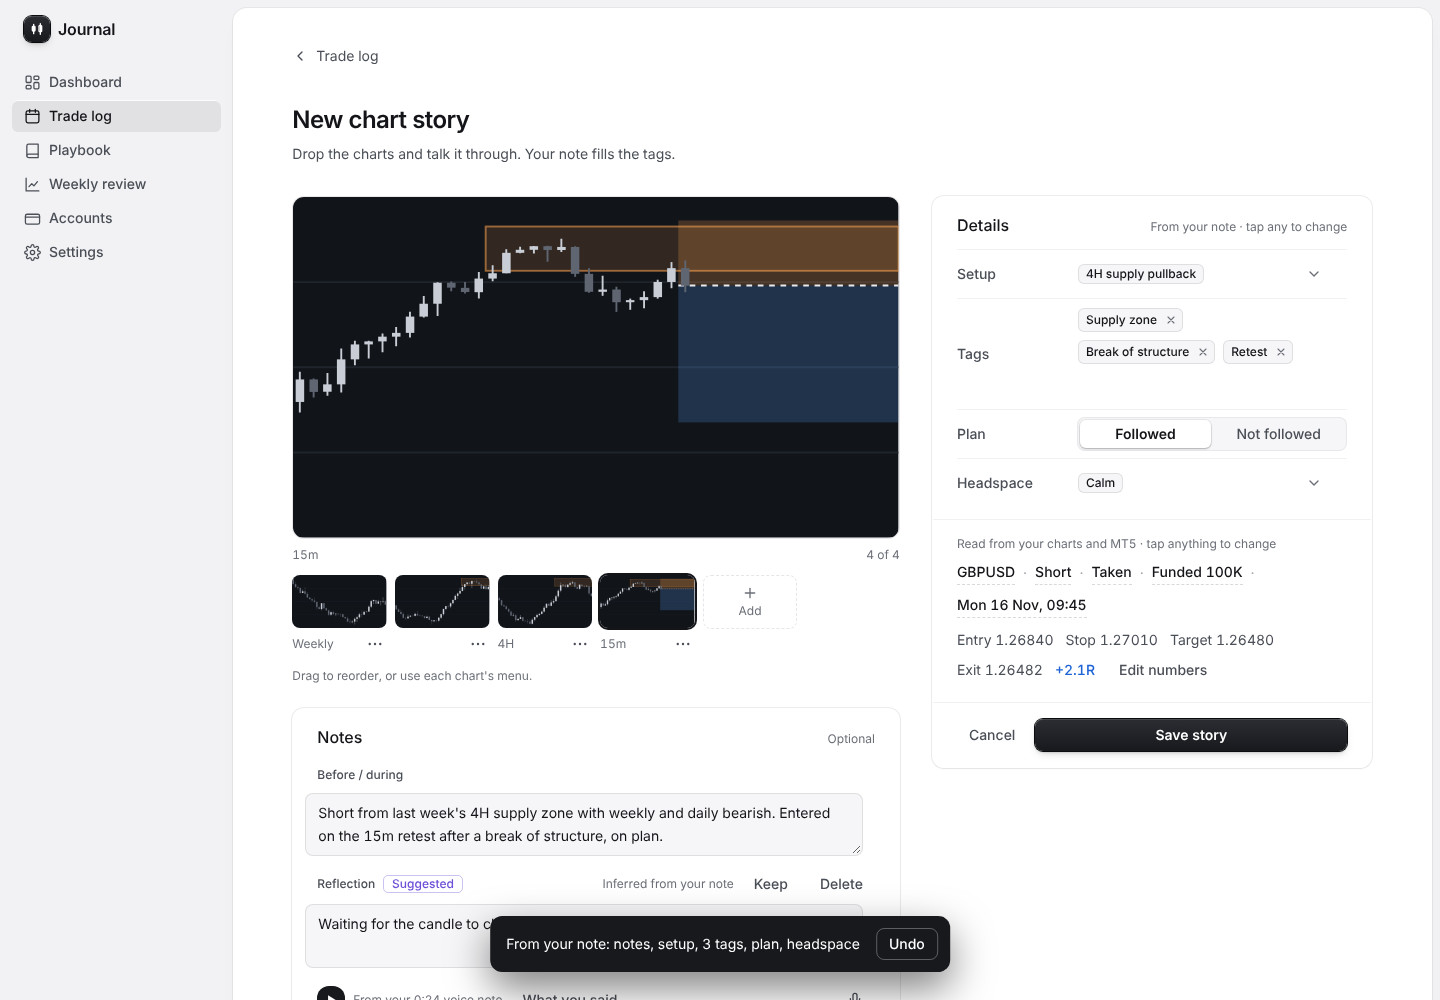 Journal
Dashboard
Trade log
Playbook
Weekly review
Accounts
Settings
Trade log
New chart story
Drop the charts and talk it through. Your note fills the tags.
15m
4 of 4
Add
Weekly
4H
15m
Drag to reorder, or use each chart's menu.
Notes
Optional
Before / during
Short from last week's 4H supply zone with weekly and daily bearish. Entered
on the 15m retest after a break of structure, on plan.
Reflection Suggested Inferred from your note Keep Delete
Waiting for the candle to
From your note: notes, setup, 3 tags, plan, headspace Undo
From your 0:24 voice note What you said
Details
From your note · tap any to change
Setup 4H supply pullback
Supply zone
Tags Break of structure Retest
Plan Followed Not followed
Headspace Calm
Read from your charts and MT5 · tap anything to change
GBPUSD · Short · Taken · Funded 100K ·
Mon 16 Nov, 09:45
Entry 1.26840 Stop 1.27010 Target 1.26480
Exit 1.26482 +2.1R Edit numbers
Cancel Save story